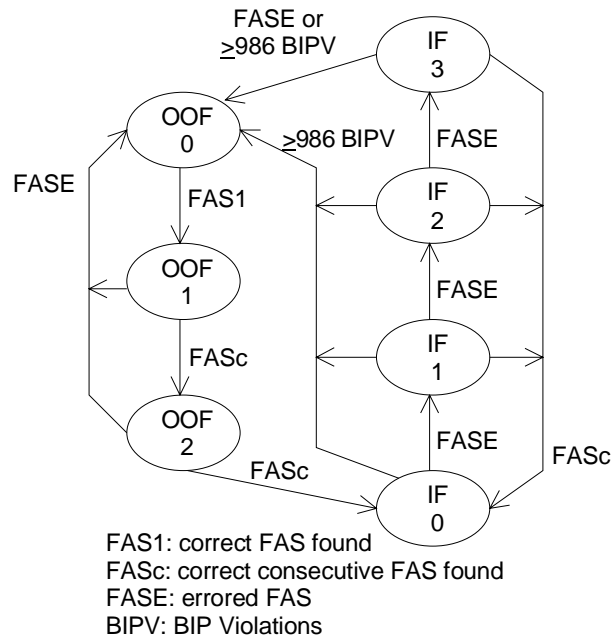 FASE or
≥986 BIPV
IF
3
OOF
0
≥986 BIPV
FASE
FASE
FAS1
IF
2
OOF
1
FASE
FASc
IF
1
OOF
2
FASE
FASc
FASc
IF
0
FAS1: correct FAS found
FASc: correct consecutive FAS found
FASE: errored FAS
BIPV: BIP Violations